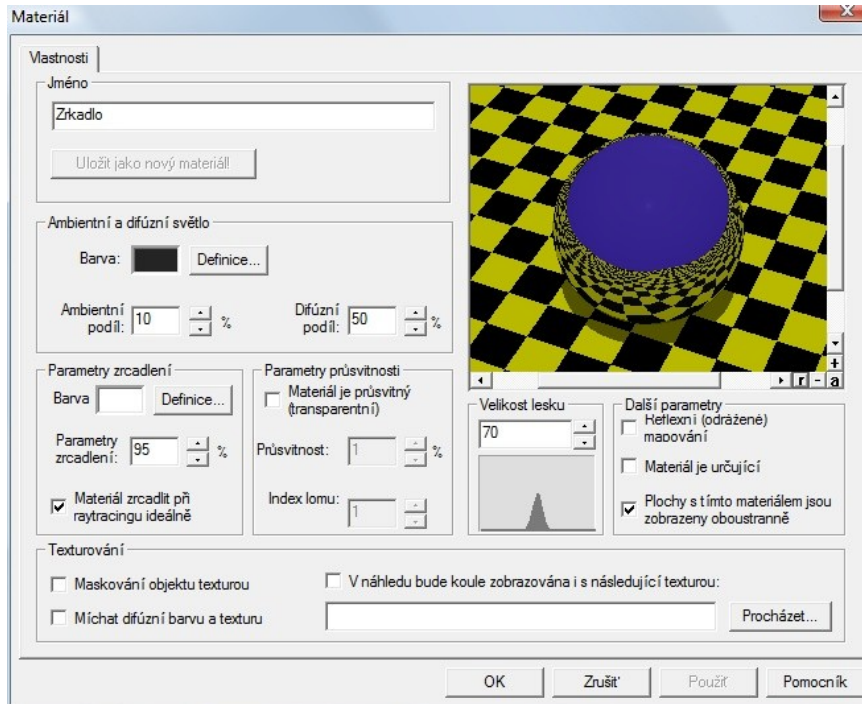 Materiál
Vlastnosti
Jméno
Zrkadlo
Uložit jako nový materiál!
Ambientní a difúzní světlo
Barva:
Definice...
Ambientní
podíl:
10
%
Difúzní
podíl:
50
%
Parametry zrcadlení
Barva
Definice...
Parametry
zrcadlení:
95
%
Materiál zrcadlit při
raytracingu ideálně
Parametry průsvitnosti
Materiál je průsvitný
(transparentní)
Průsvitnost:
1
%
Index lomu:
1
+
r - a
Velikost lesku
70
Další parametry
Reflexní (odrážené)
mapování
Materiál je určující
Plochy s tímto materiálem jsou
zobrazeny oboustranně
Texturování
Maskování objektu texturou
V náhledu bude koule zobrazována i s následující texturou:
Míchat difúzní barvu a texturu
Procházet...
OK
Zrušiť
Použiť
Pomocník